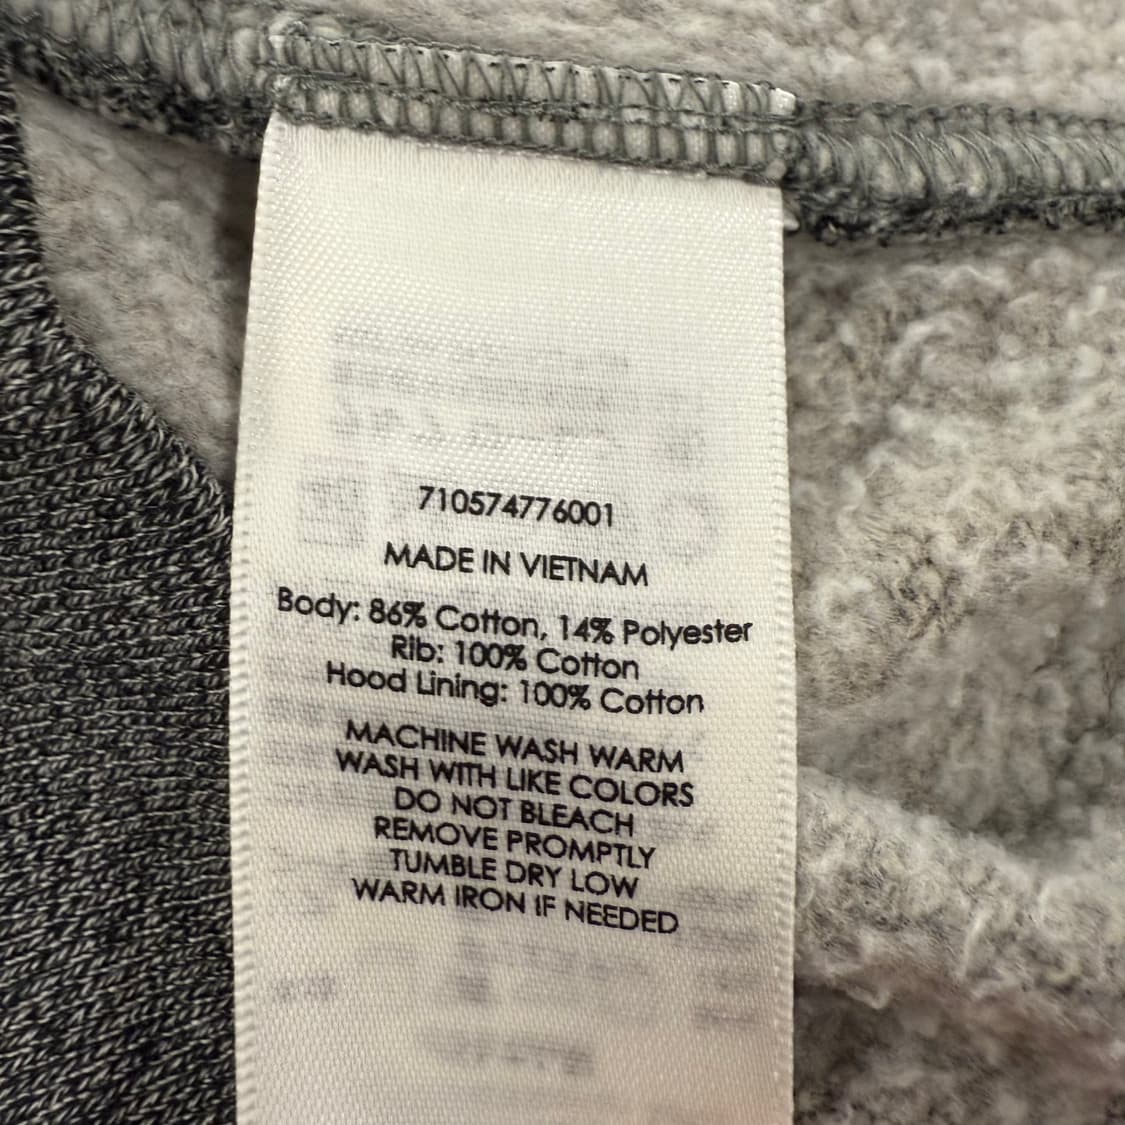 710574776001
MADE IN VIETNAM
Body: 86% Cotton, 14% Polyester
Rib: 100% Cotton
Hood Lining: 100% Cotton
MACHINE WASH WARM
WASH WITH LIKE COLORS
DO NOT BLEACH
REMOVE PROMPTLY
TUMBLE DRY LOW
WARM IRON IF NEEDED